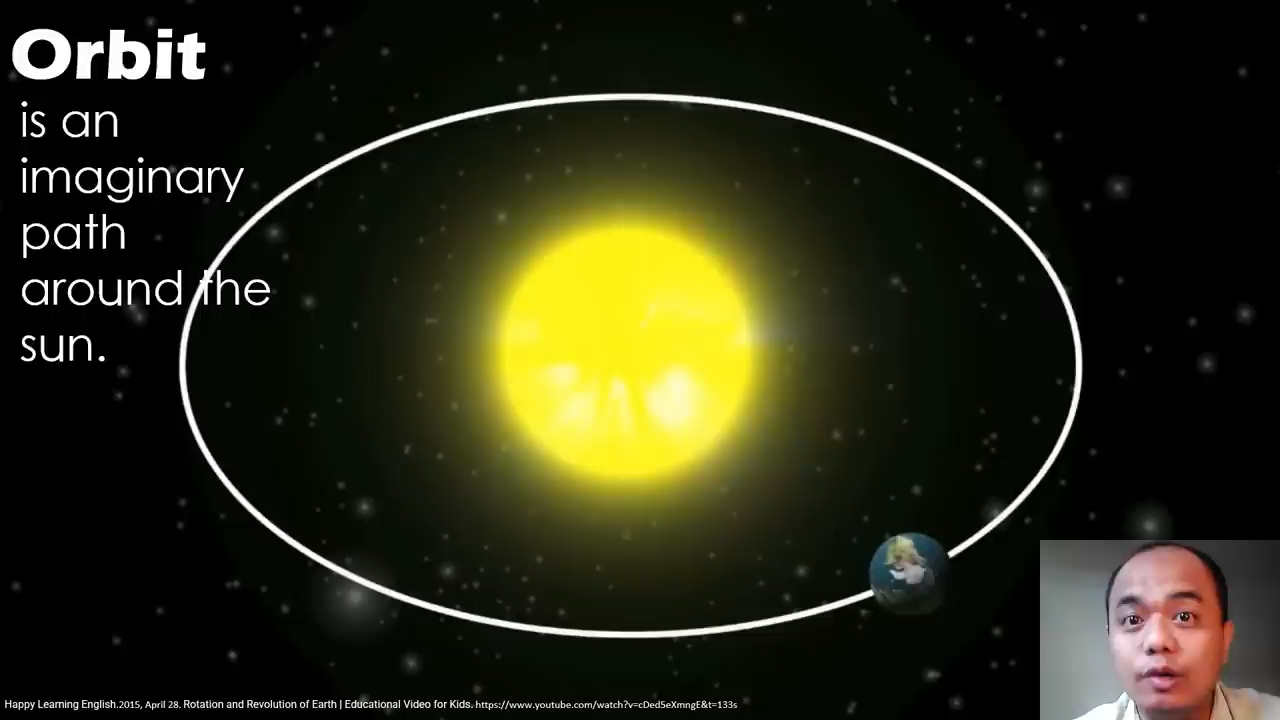 Orbit
is an
imaginary
path
around the
sun.
Happy Learning English.2015, April 28. Rotation and Revolution of Earth | Educational Video for Kids. https://www.youtube.com/watch?v=cDed5eXmngE&t=133s